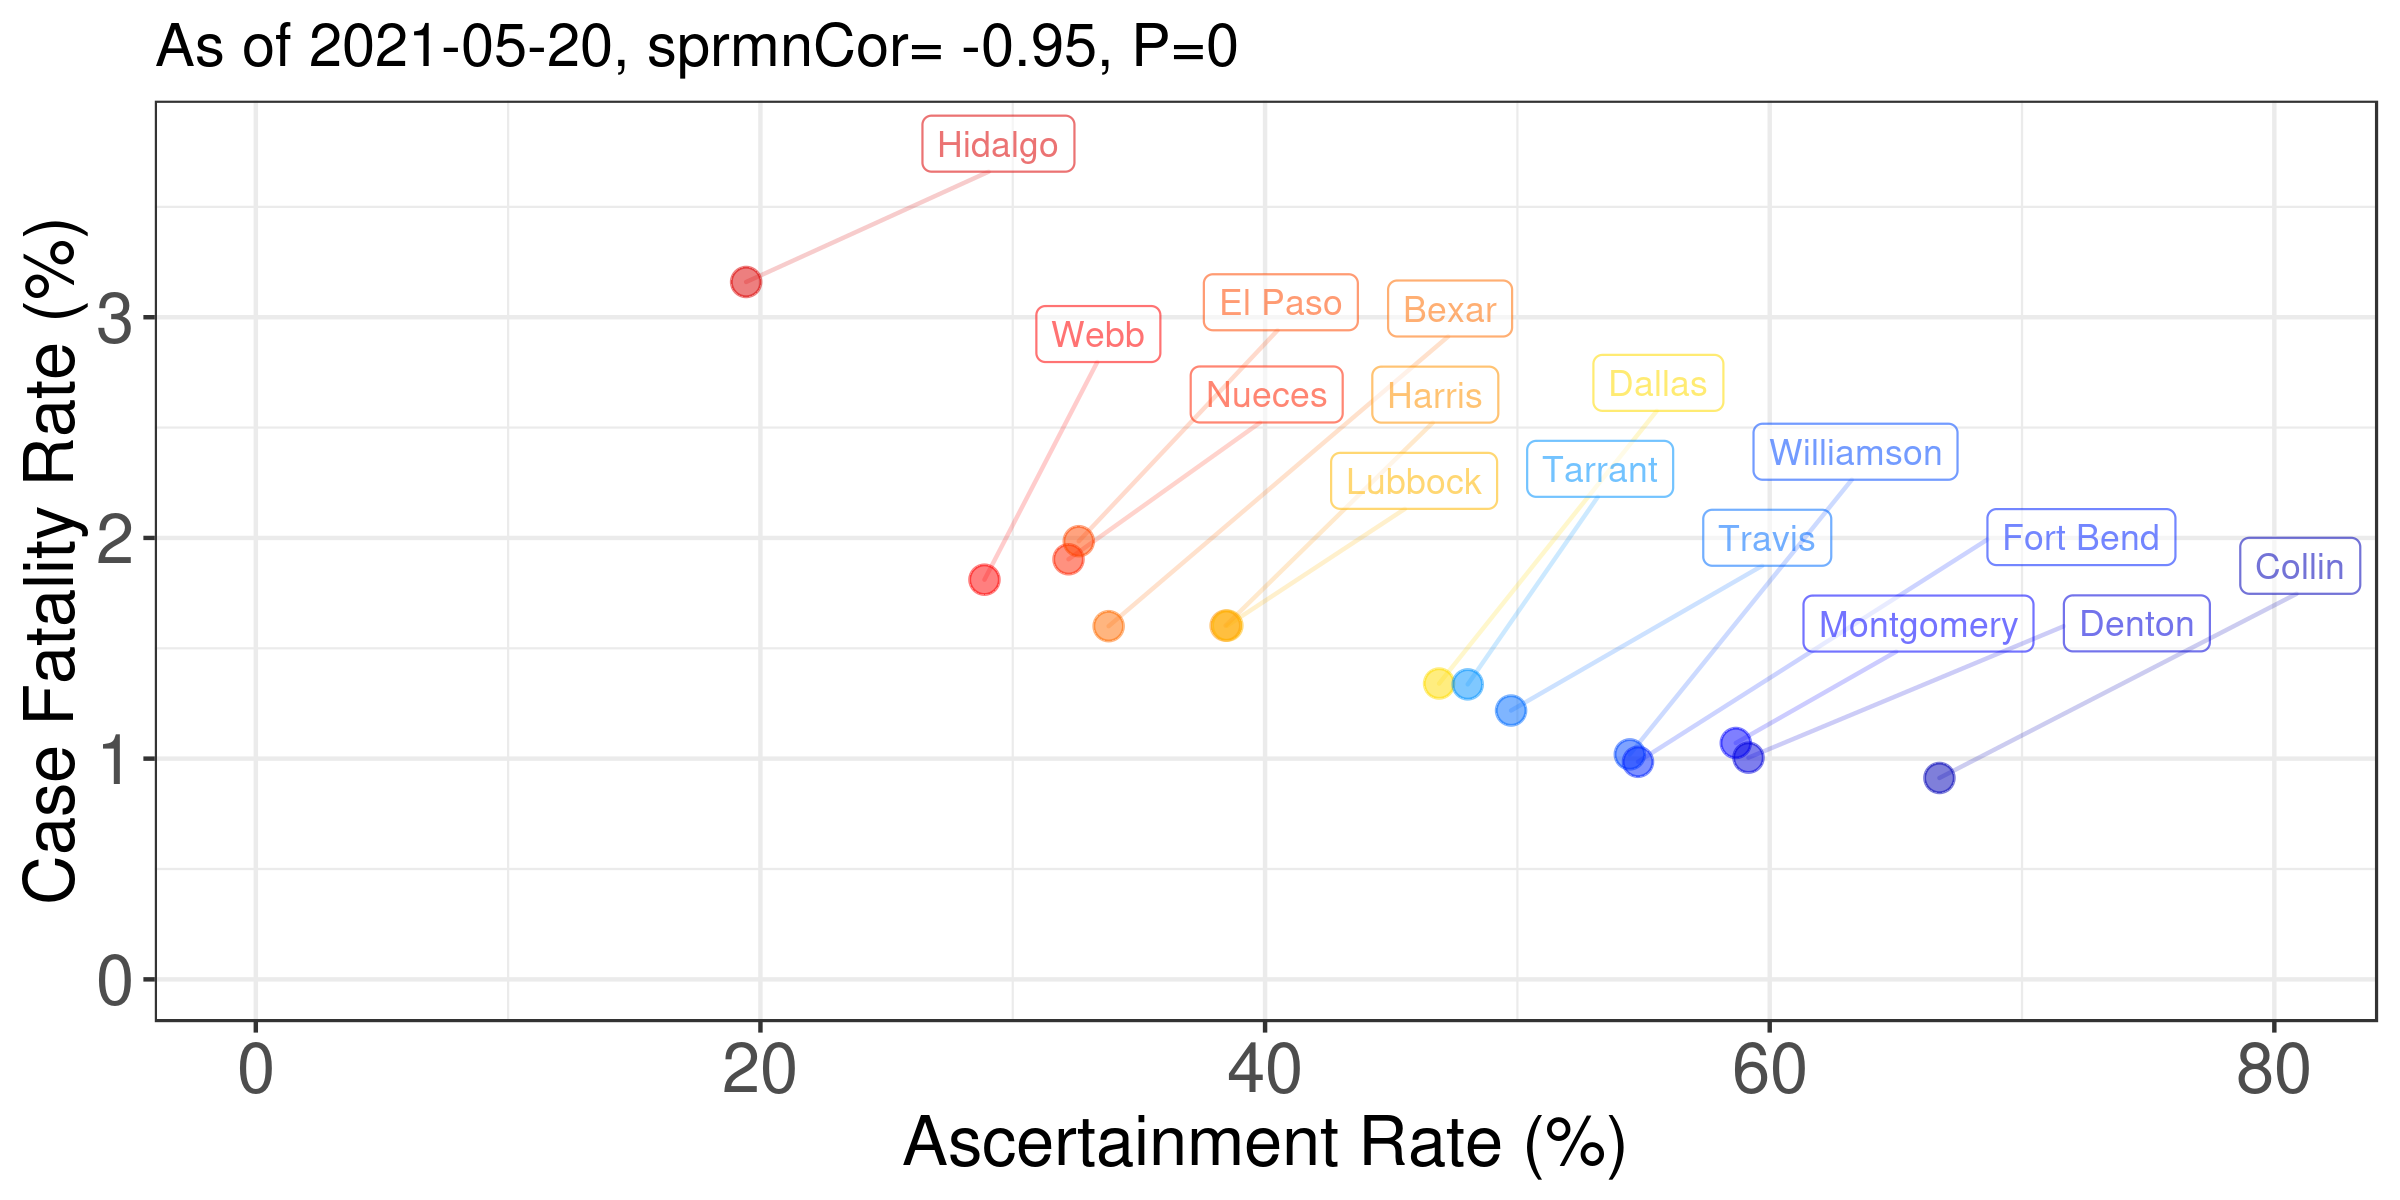 As of 2021-05-20, sprmnCor= -0.95, P=0
Hidalgo
El Paso
Bexar
Webb
Dallas
Nueces
Harris
Williamson
Tarrant
Lubbock
Travis
Fort Bend
Collin
Montgomery
Denton
Case Fatality Rate (%)
3
2
1
0
0 20 40 60 80
Ascertainment Rate (%)